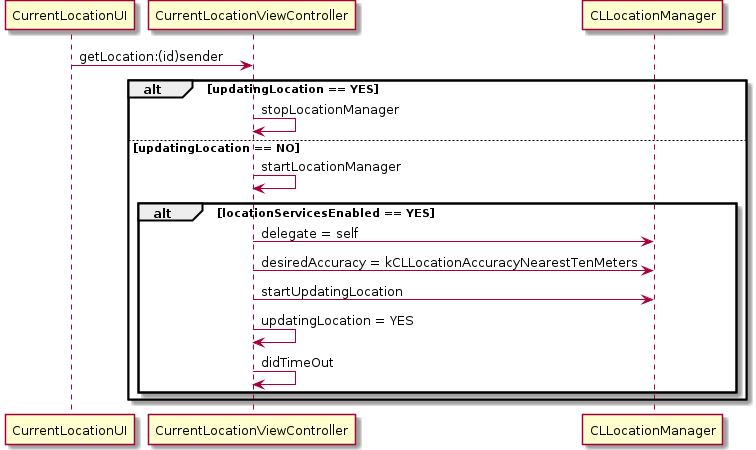 CurrentLocationUI
CurrentLocationViewController
CLLocationManager
getLocation:(id)sender
alt [updatingLocation == YES]
stopLocationManager
[updatingLocation == NO]
startLocationManager
alt [locationServicesEnabled == YES]
delegate = self
desiredAccuracy = kCLLocationAccuracyNearestTenMeters
startUpdatingLocation
updatingLocation = YES
didTimeOut
CurrentLocationUI
CurrentLocationViewController
CLLocationManager